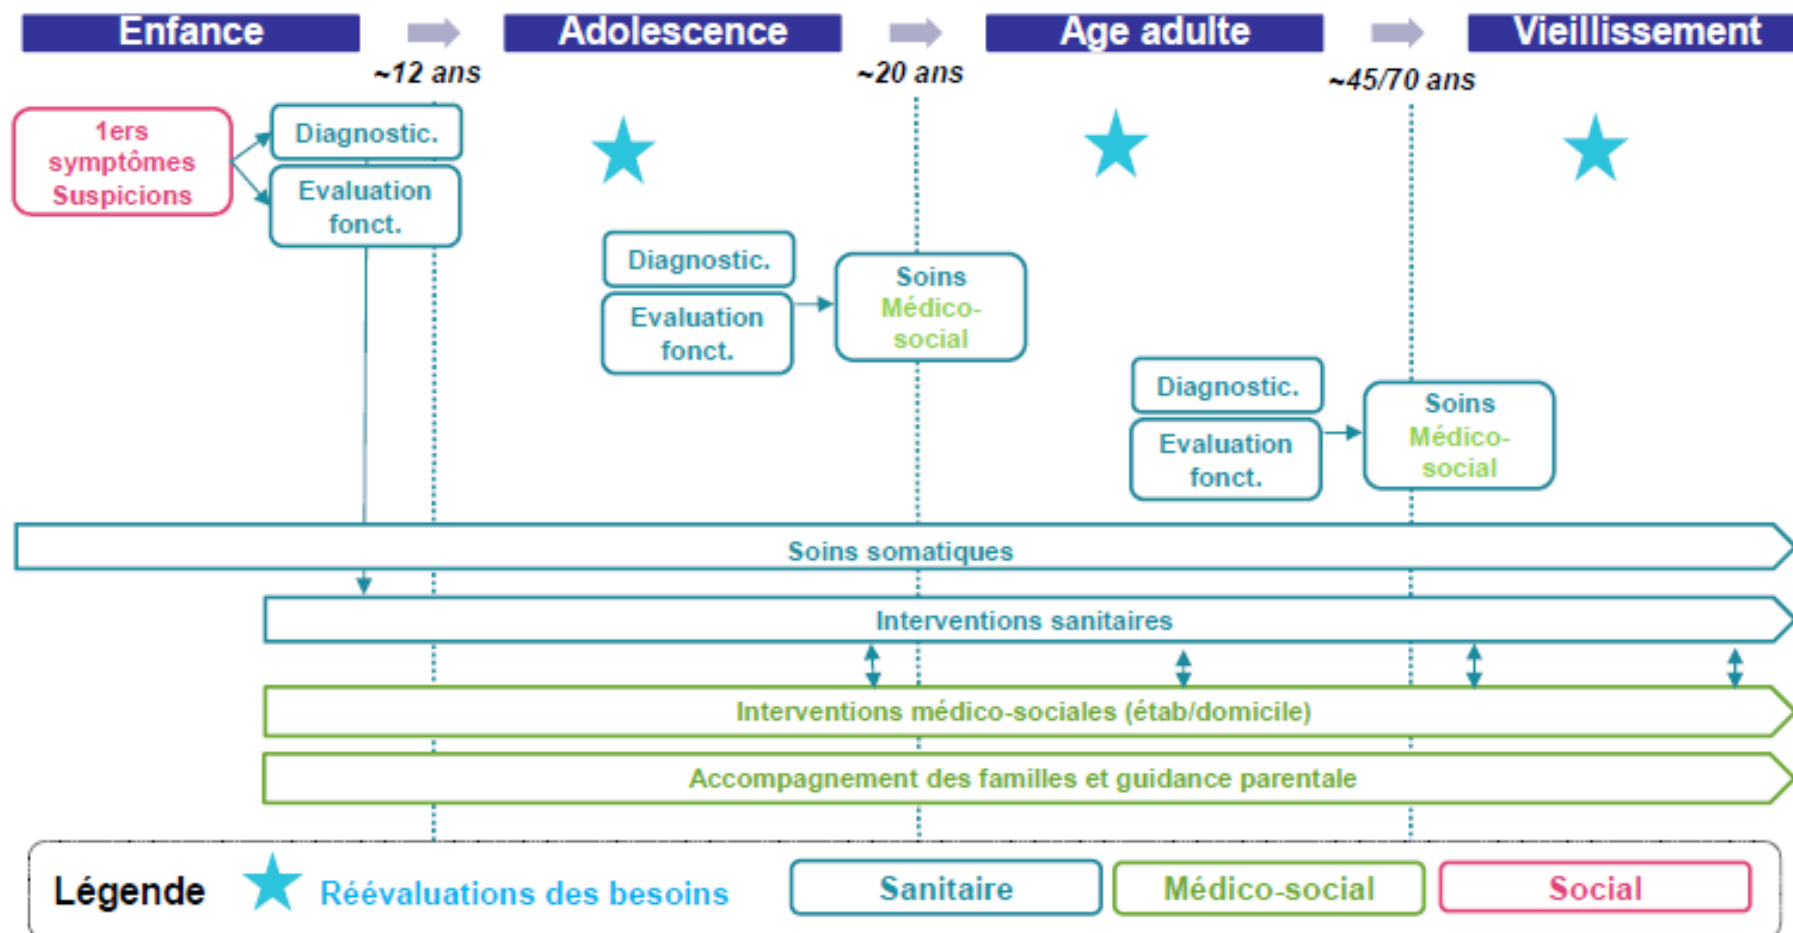 Enfance
Adolescence
Age adulte
Vieillissement
~12 ans
~20 ans
~45/70 ans
1ers
symptômes
Suspicions
Diagnostic.
Evaluation
fonct.
Diagnostic.
Evaluation
fonct.
Soins
Médico-
social
Diagnostic.
Evaluation
fonct.
Soins
Médico-
social
Soins somatiques
Interventions sanitaires
Interventions médico-sociales (étab/domicile)
Accompagnement des familles et guidance parentale
Légende
Réévaluations des besoins
Sanitaire
Médico-social
Social